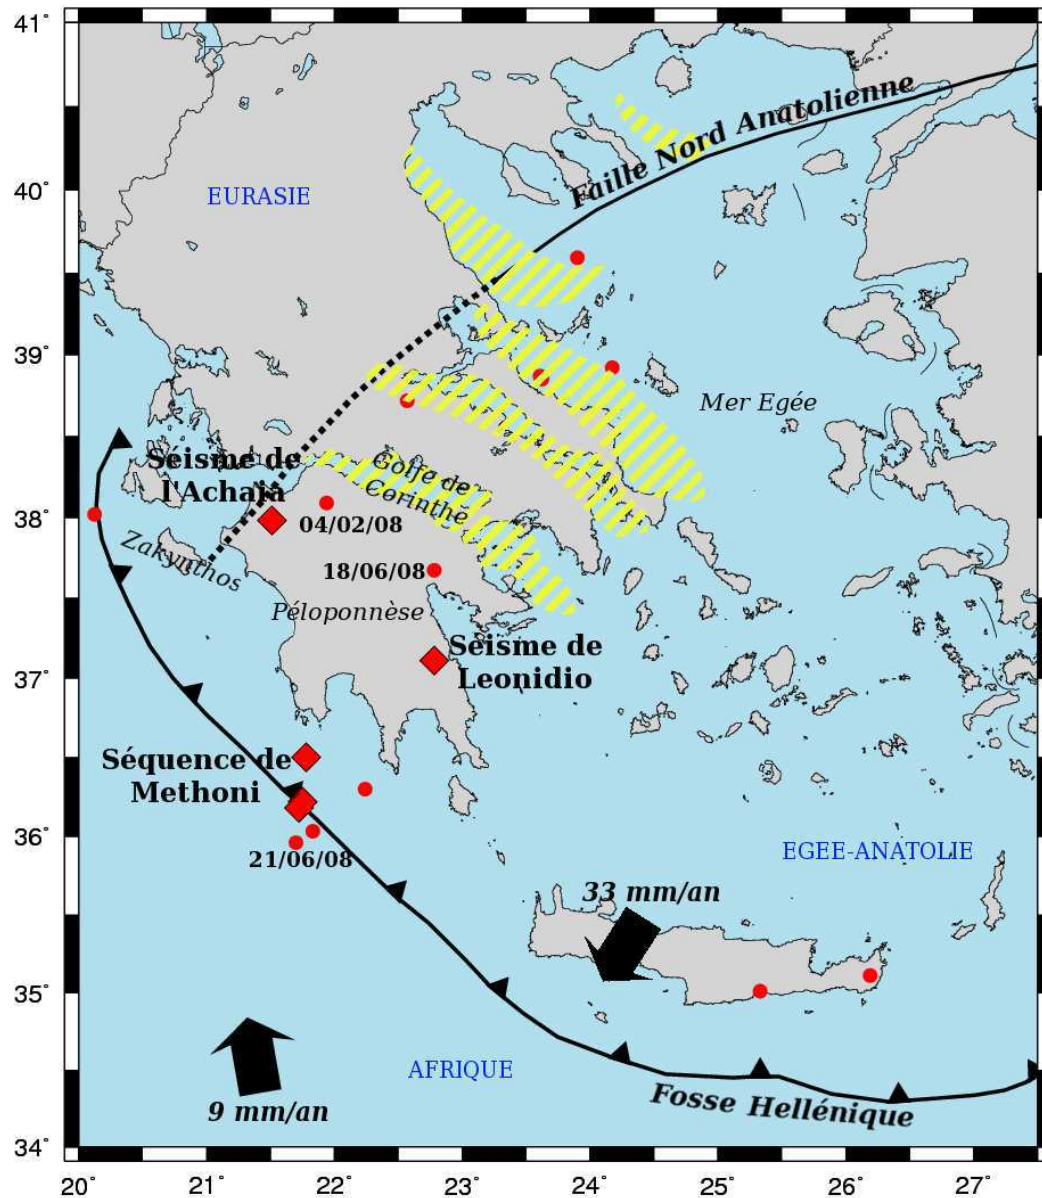 41°
40°
39°
38°
37°
36°
35°
34°
20°
21°
22°
23°
24°
25°
26°
27°
EURASIE
Faille Nord Anatolienne
Mer Egée
Séisme de
l'Achaia
Golfe de
Corinthe
04/02/08
Zakynthos
18/06/08
Péloponnèse
Séisme de
Leonidio
Séquence de
Methoni
21/06/08
EGEE-ANATOLIE
33 mm/an
AFRIQUE
9 mm/an
Fosse Hellénique